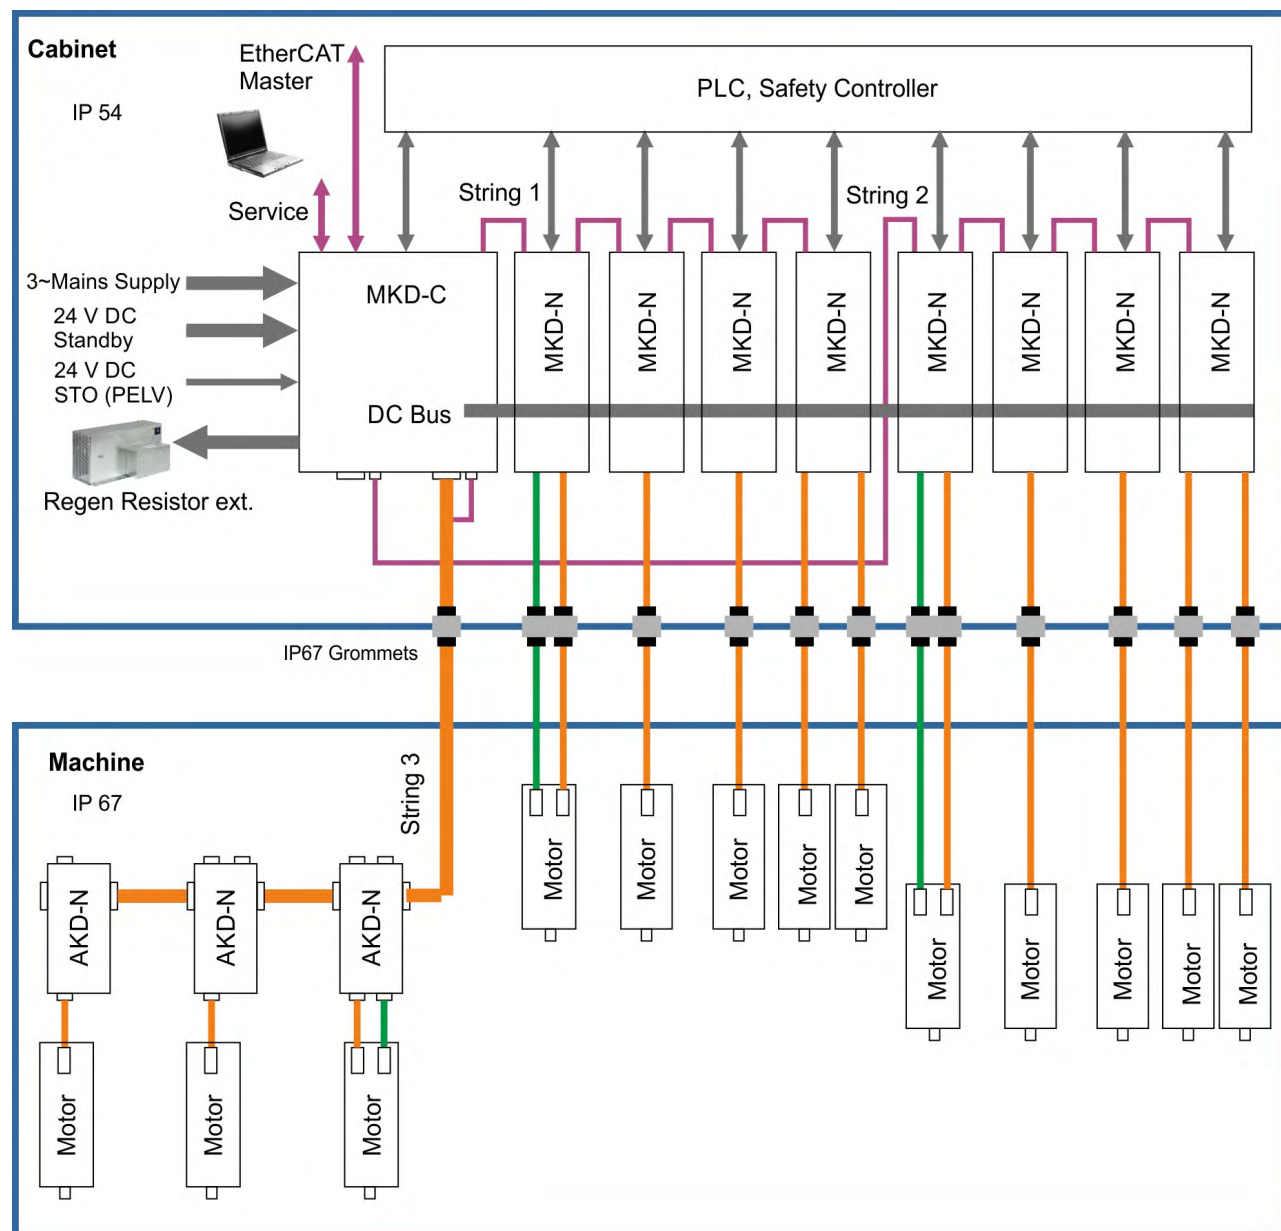 Cabinet
IP 54
EtherCAT
Master
PLC, Safety Controller
Service
String 1
String 2
3~Mains Supply
24 V DC
Standby
24 V DC
STO (PELV)
Regen Resistor ext.
MKD-C
DC Bus
MKD-N
MKD-N
MKD-N
MKD-N
MKD-N
MKD-N
MKD-N
MKD-N
IP67 Grommets
Machine
IP 67
String 3
AKD-N
AKD-N
AKD-N
Motor
Motor
Motor
Motor
Motor
Motor
Motor
Motor
Motor
Motor
Motor
Motor
Motor